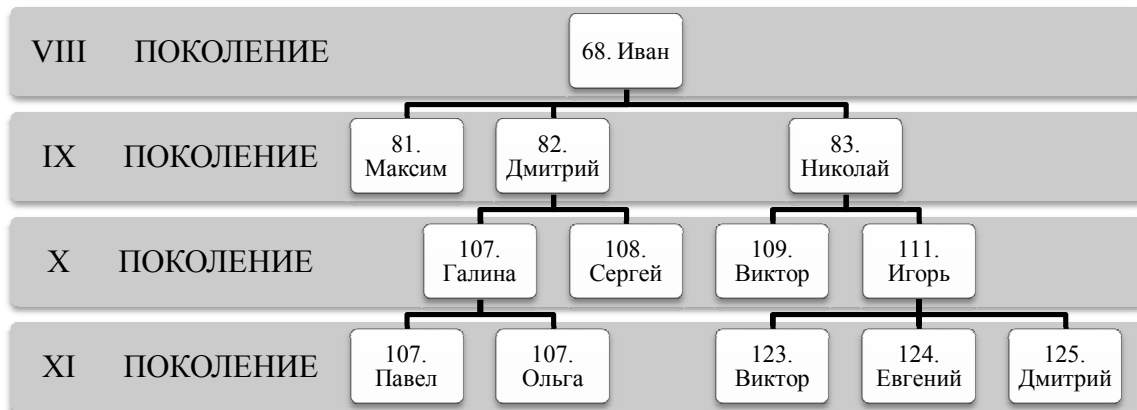 VIII ПОКОЛЕНИЕ
68. Иван
IX ПОКОЛЕНИЕ
81.
Максим
82.
Дмитрий
83.
Николай
X ПОКОЛЕНИЕ
107.
Галина
108.
Сергей
109.
Виктор
111.
Игорь
XI ПОКОЛЕНИЕ
107.
Павел
107.
Ольга
123.
Виктор
124.
Евгений
125.
Дмитрий